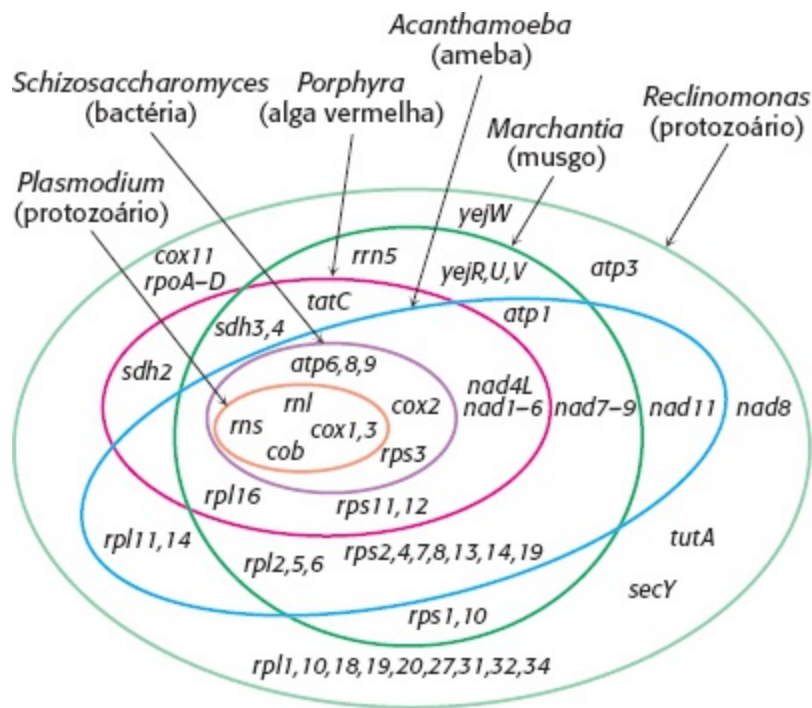 Acanthamoeba
(ameba)
Schizosaccharomyces
(bactéria)
Porphyra
(alga vermelha)
Reclinomonas
(protozoário)
Marchantia
(musgo)
Plasmodium
(protozoário)
yejW
cox11
rpoA–D
rrn5
yejR,U,V
atp3
tatC
atp1
sdh3,4
sdh2
atp6,8,9
nad4L
nad1–6
nad7–9
nad11
nad8
cox2
rnl
rns
cox1,3
cob
rps3
rpl16
rps11,12
rpl11,14
rpl2,5,6
rps2,4,7,8,13,14,19
tutA
secY
rps1,10
rpl1,10,18,19,20,27,31,32,34